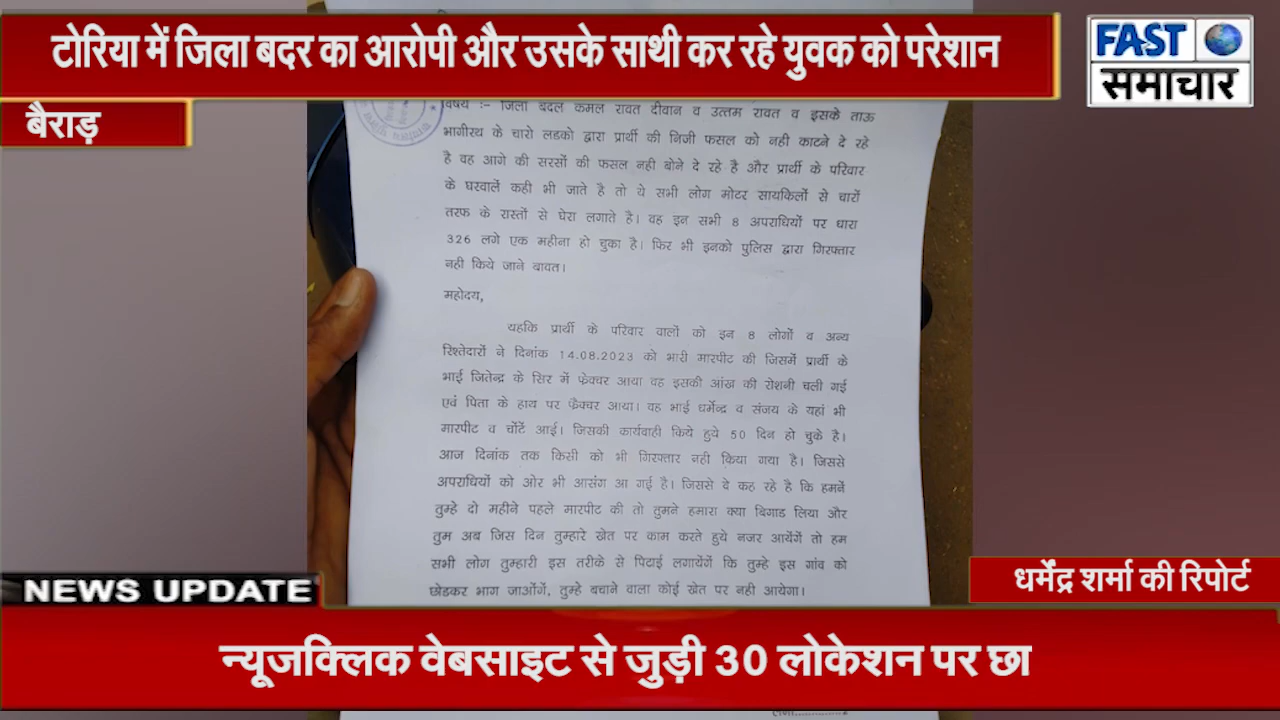 टोरिया में जिला बदर का आरोपी और उसके साथी कर रहे युवक को परेशान
FAST
समाचार
बैराड़
विषय :- जिला बदल कमल रावत दीवान व उत्तम रावत व इसके ताऊ
भागीरथ के चारो लडको द्वारा प्रार्थी की निजी फसल को नही काटने दे रहे
है वह आगे की सरसों की फसल नही बोने दे रहे है और प्रार्थी के परिवार
के घरवालें कही भी जाते है तो ये सभी लोग मोटर सायकिलों से चारों
तरफ के रास्तों से घेरा लगाते है। वह इन सभी 8 अपराधियों पर धारा
326 लगे एक महीना हो चुका है। फिर भी इनको पुलिस द्वारा गिरफ्तार
नही किये जाने बावत।
महोदय,
यहकि प्रार्थी के परिवार वालों को इन 8 लोगों व अन्य
रिश्तेदारों ने दिनांक 14.08.2023 को भारी मारपीट की जिसमें प्रार्थी के
भाई जितेन्द्र के सिर में फ्रेक्चर आया वह इसकी आंख की रोशनी चली गई
एवं पिता के हाथ पर फ्रैक्चर आया। वह भाई धर्मेन्द्र व संजय के यहां भी
मारपीट व चोंटें आई। जिसकी कार्यबाही किये हुये 50 दिन हो चुके है।
आज दिनांक तक किसी को भी गिरफ्तार नही किया गया है। जिससे
अपराधियों को ओर भी आसंग आ गई है। जिससे वे कह रहे है कि हमनें
तुम्हे दो महीने पहले मारपीट की तो तुमने हमारा क्या बिगाड लिया और
तुम अब जिस दिन तुम्हारे खेत पर काम करते हुये नजर आयेंगें तो हम
सभी लोग तुम्हारी इस तरीके से पिटाई लगायेंगें कि तुम्हे इस गांव को
छोडकर भाग जाओंगें, तुम्हे बचाने वाला कोई खेत पर नही आयेगा।
NEWS UPDATE
धर्मेंद्र शर्मा की रिपोर्ट
न्यूजक्लिक वेबसाइट से जुड़ी 30 लोकेशन पर छा